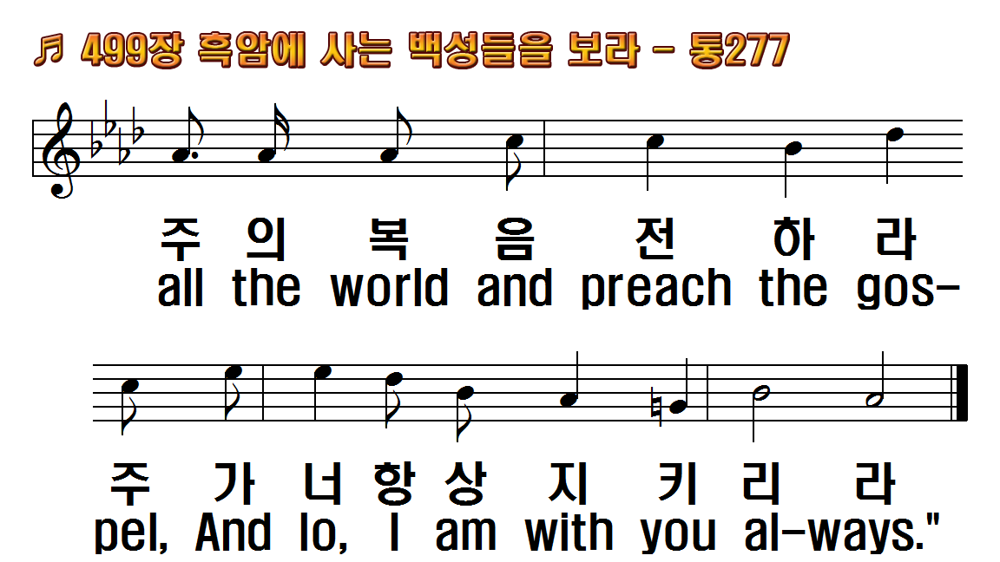 ♬ 499장 흑암에 사는 백성들을 보라 - 통277
주 의 복 음 전 하 라
all the world and preach the gos-
주 가 너 항 상 지 키 리 라
pel, And lo, I am with you al-ways."